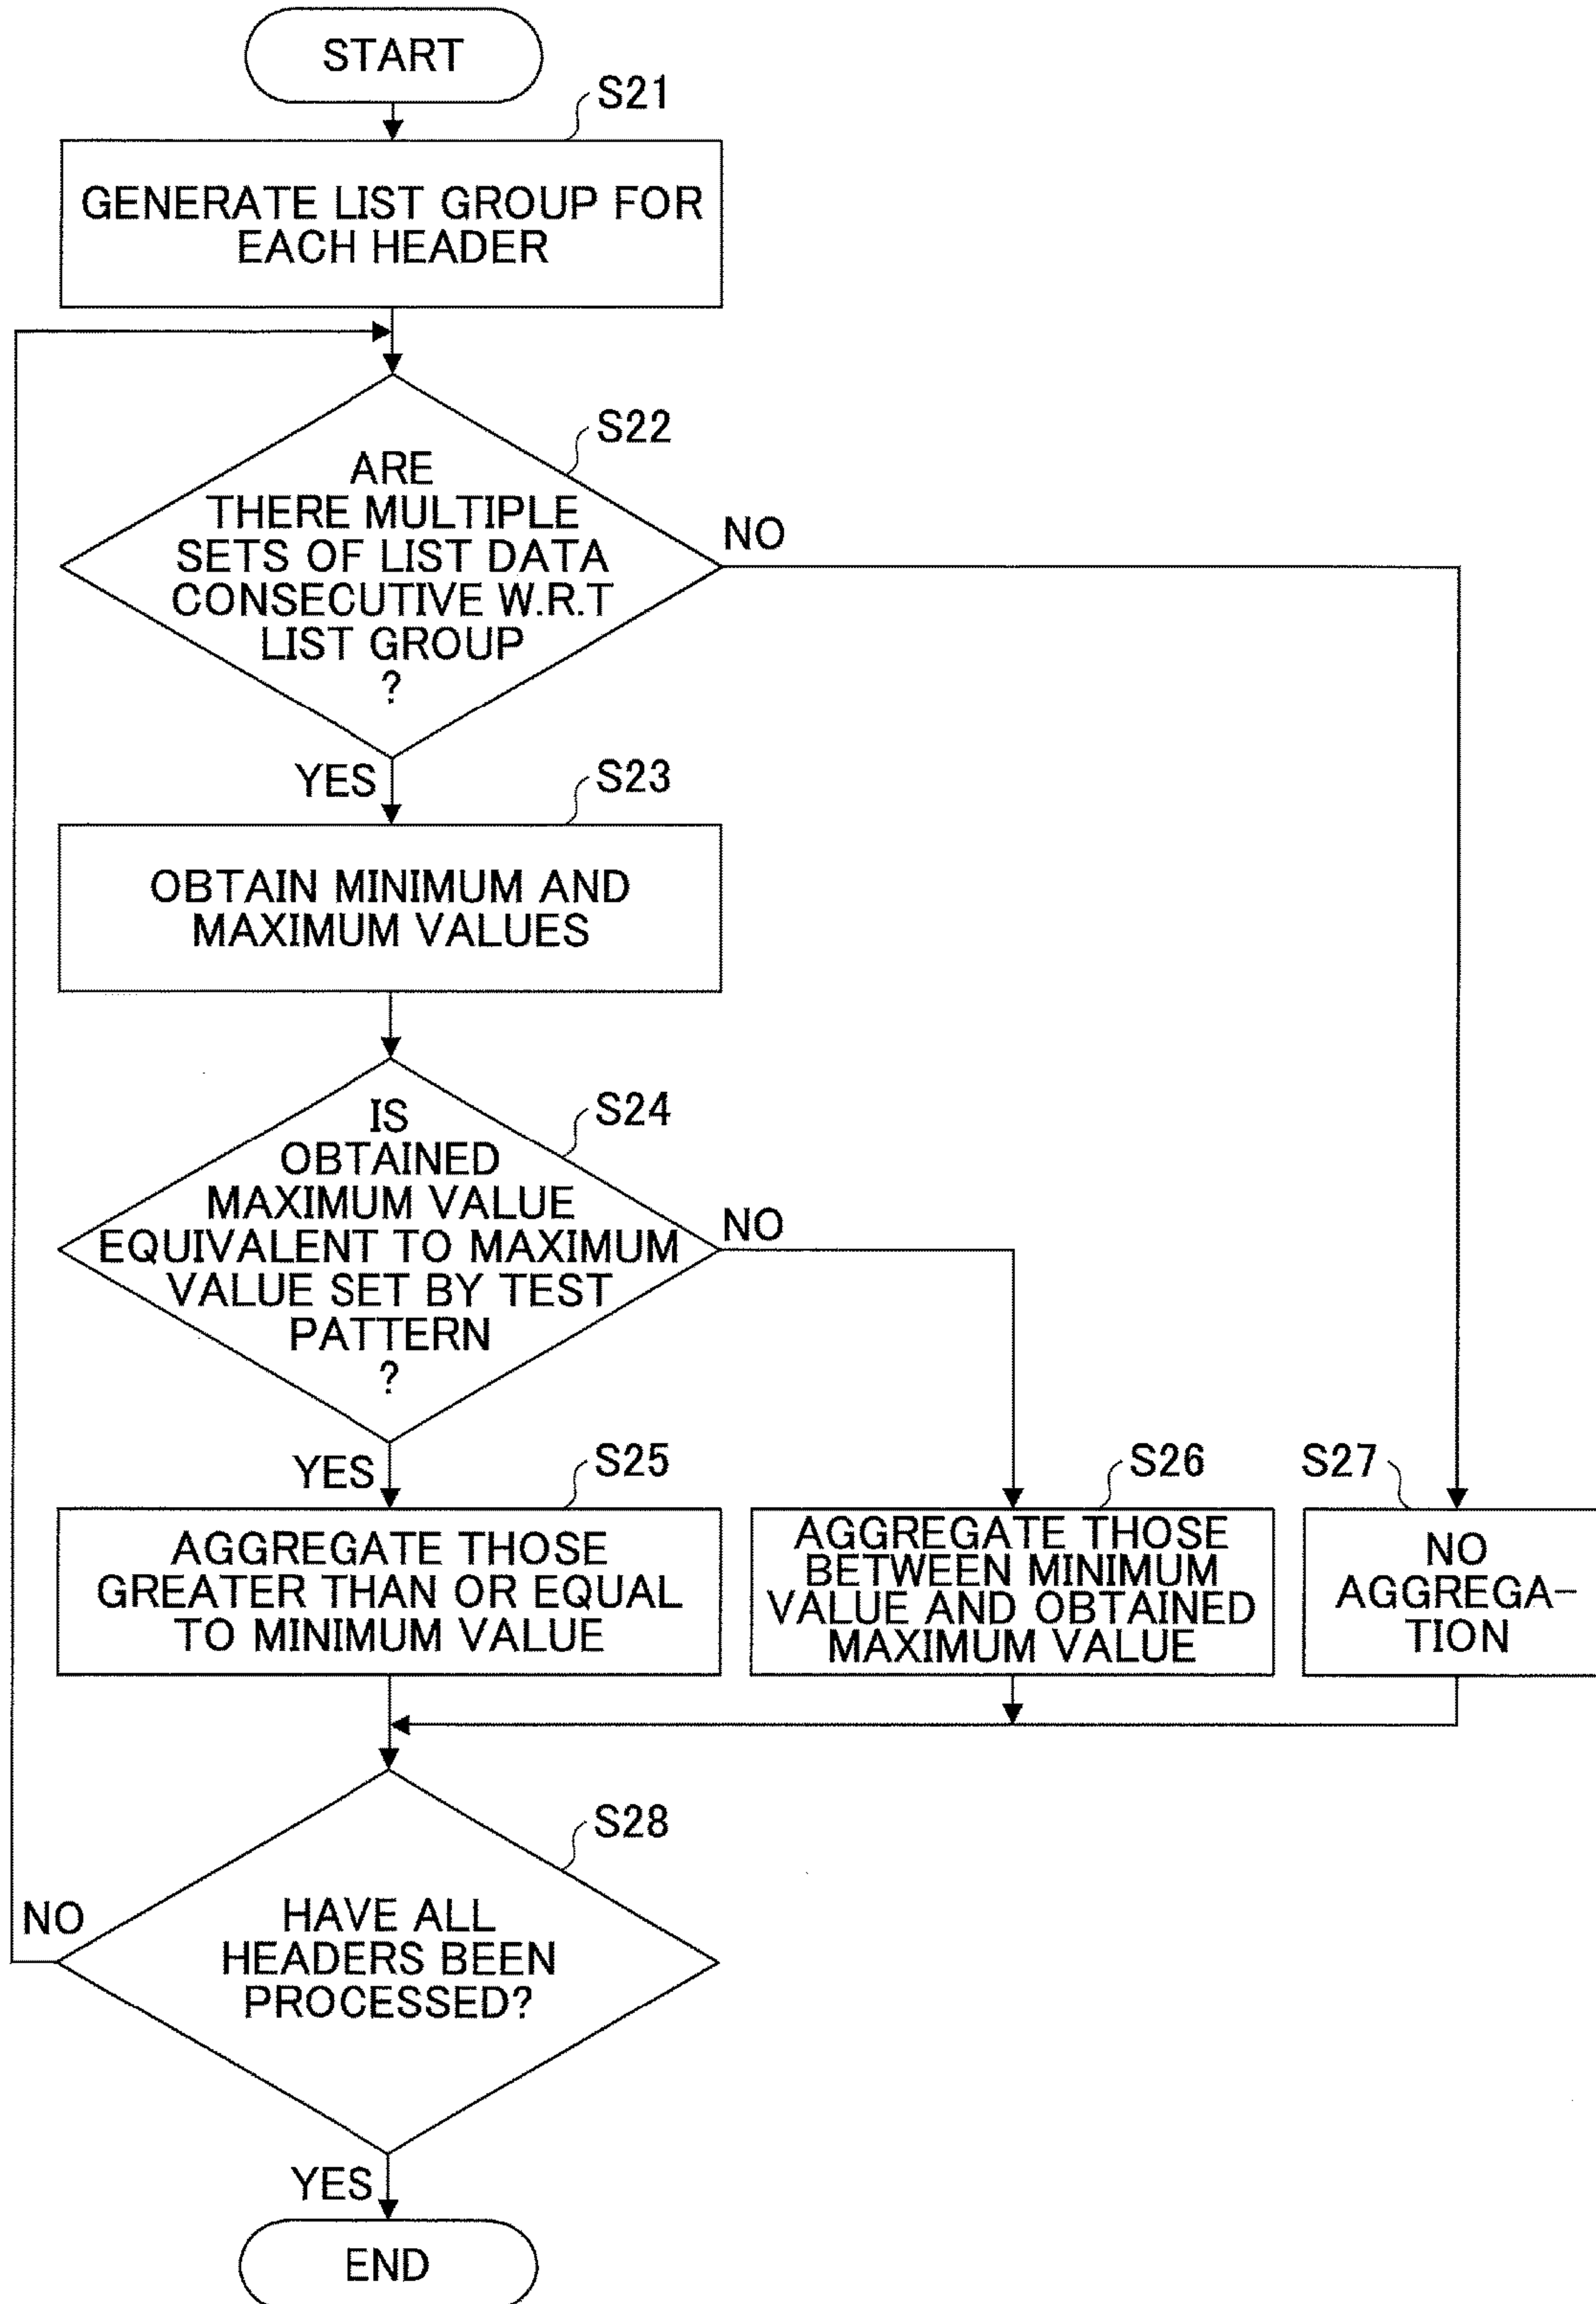 START
S21
GENERATE LIST GROUP FOR
EACH HEADER
S22
ARE
THERE MULTIPLE
SETS OF LIST DATA
CONSECUTIVE W.R.T
LIST GROUP
?
NO
YES
S23
OBTAIN MINIMUM AND
MAXIMUM VALUES
S24
IS
OBTAINED
MAXIMUM VALUE
EQUIVALENT TO MAXIMUM
VALUE SET BY TEST
PATTERN
?
NO
YES
S25
AGGREGATE THOSE
GREATER THAN OR EQUAL
TO MINIMUM VALUE
S26
AGGREGATE THOSE
BETWEEN MINIMUM
VALUE AND OBTAINED
MAXIMUM VALUE
S27
NO
AGGREGA-
TION
S28
HAVE ALL
HEADERS BEEN
PROCESSED?
NO
YES
END